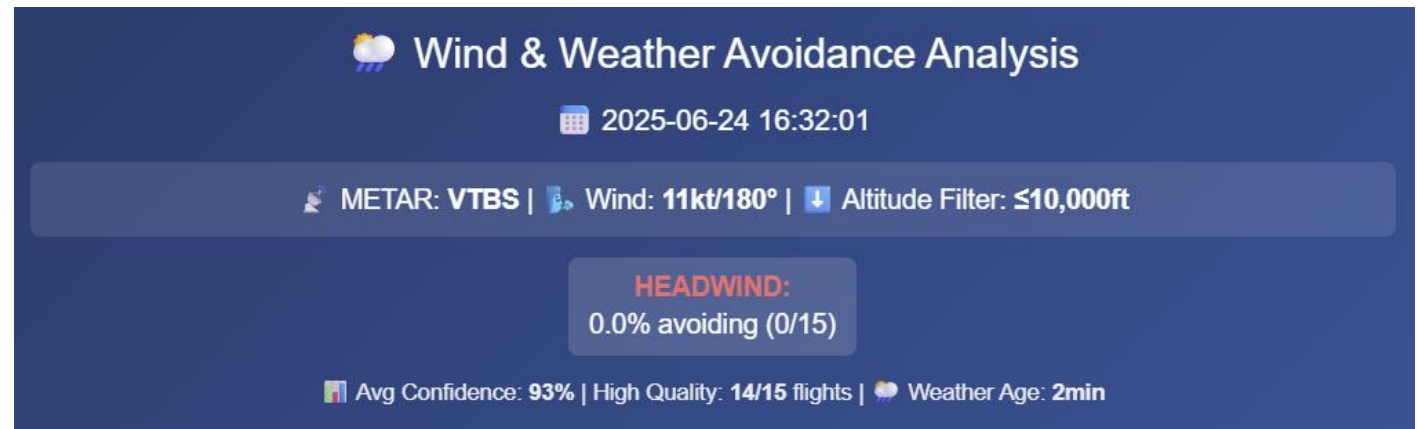 Wind & Weather Avoidance Analysis
2025-06-24 16:32:01
METAR: VTBS | Wind: 11kt/180° | Altitude Filter: ≤10,000ft
HEADWIND:
0.0% avoiding (0/15)
Avg Confidence: 93% | High Quality: 14/15 flights | Weather Age: 2min